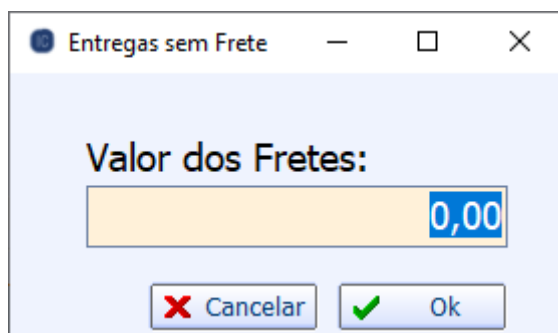 Entregas sem Frete
Valor dos Fretes:
0,00
Cancelar
Ok